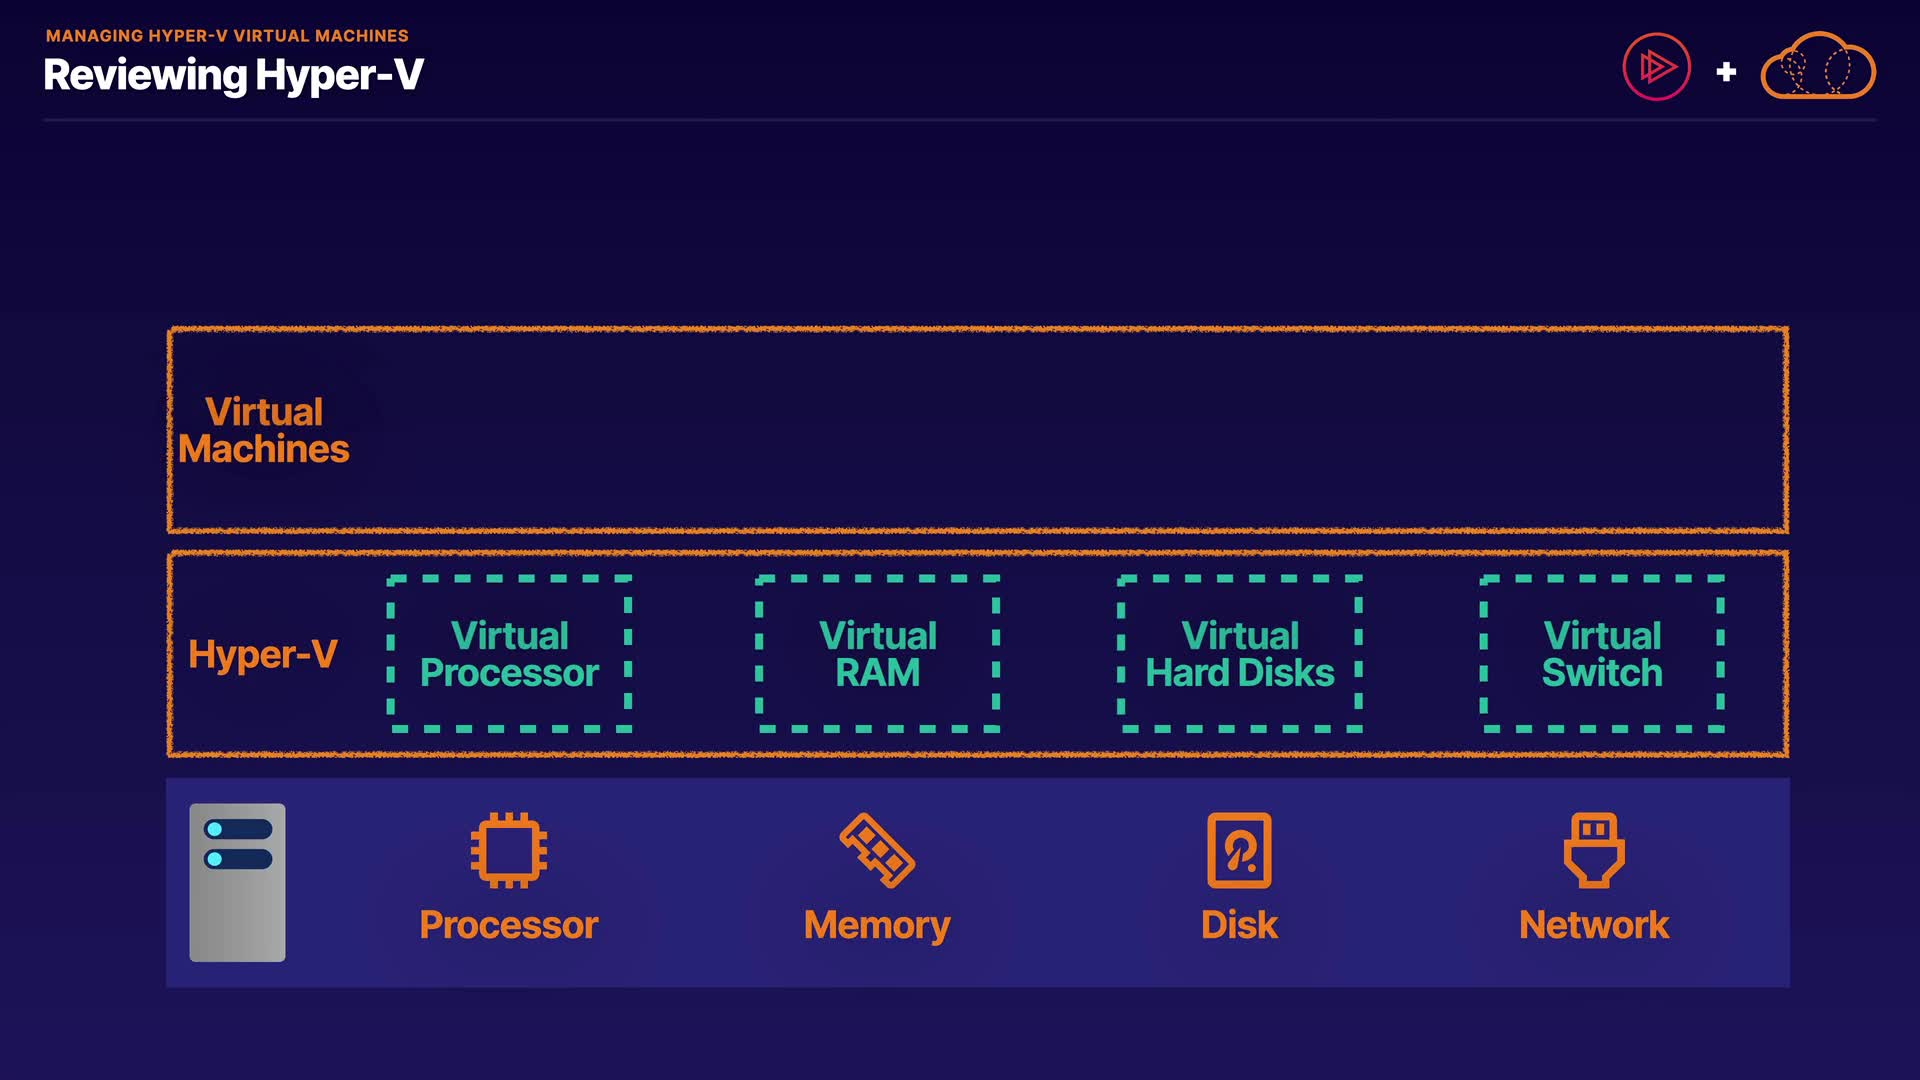 MANAGING HYPER-V VIRTUAL MACHINES
Reviewing Hyper-V
+
Virtual
Machines
Hyper-V
Virtual
Processor
Virtual
RAM
Virtual
Hard Disks
Virtual
Switch
Processor
Memory
Disk
Network